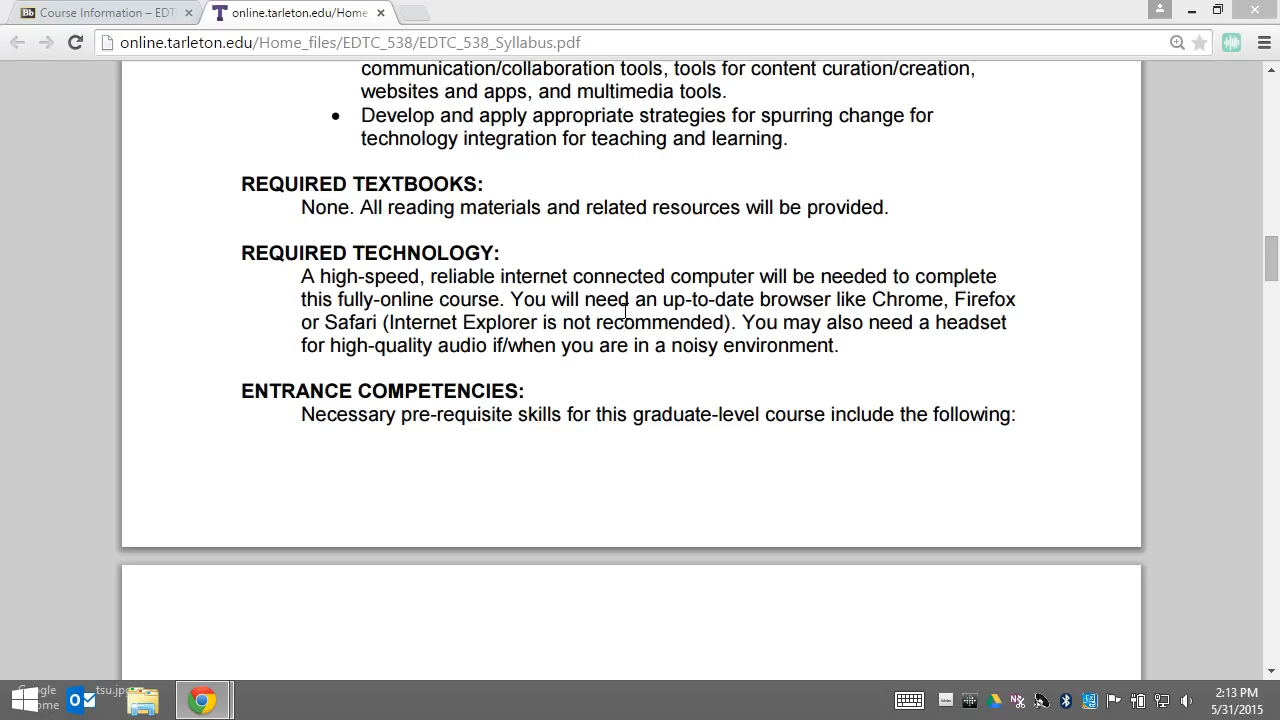 Bb Course Information – EDT
online.tarleton.edu/Home
online.tarleton.edu/Home_files/EDTC_538/EDTC_538_Syllabus.pdf
communication/collaboration tools, tools for content curation/creation,
websites and apps, and multimedia tools.
• Develop and apply appropriate strategies for spurring change for
technology integration for teaching and learning.
REQUIRED TEXTBOOKS:
None. All reading materials and related resources will be provided.
REQUIRED TECHNOLOGY:
A high-speed, reliable internet connected computer will be needed to complete
this fully-online course. You will need an up-to-date browser like Chrome, Firefox
or Safari (Internet Explorer is not recommended). You may also need a headset
for high-quality audio if/when you are in a noisy environment.
ENTRANCE COMPETENCIES:
Necessary pre-requisite skills for this graduate-level course include the following:
2:13 PM
5/31/2015